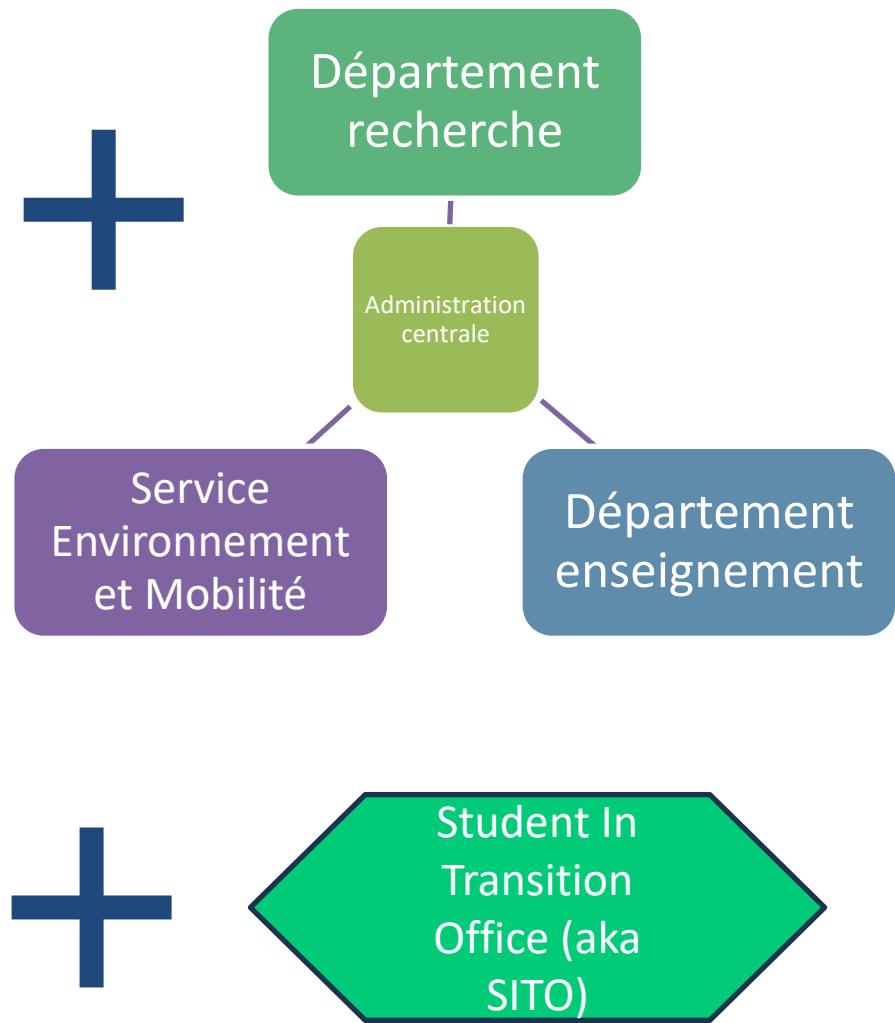 Département
recherche
Administration
centrale
Service
Environnement
et Mobilité
Département
enseignement
Student In
Transition
Office (aka
SITO)